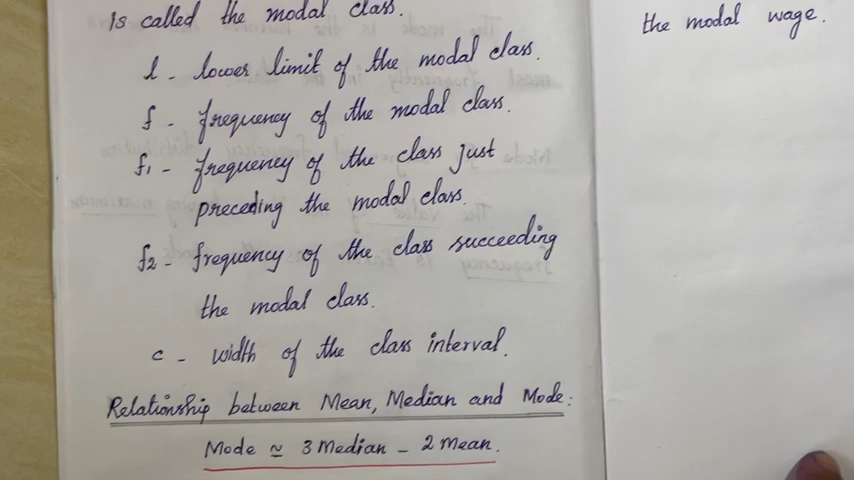 is called the modal class.
l - lower limit of the modal class.
f - frequency of the modal class.
f1 - frequency of the class just
preceding the modal class.
f2 - frequency of the class succeeding
the modal class.
c - width of the class interval.
Relationship between Mean, Median and Mode:
Mode ≃ 3 Median - 2 Mean.
the modal wage.